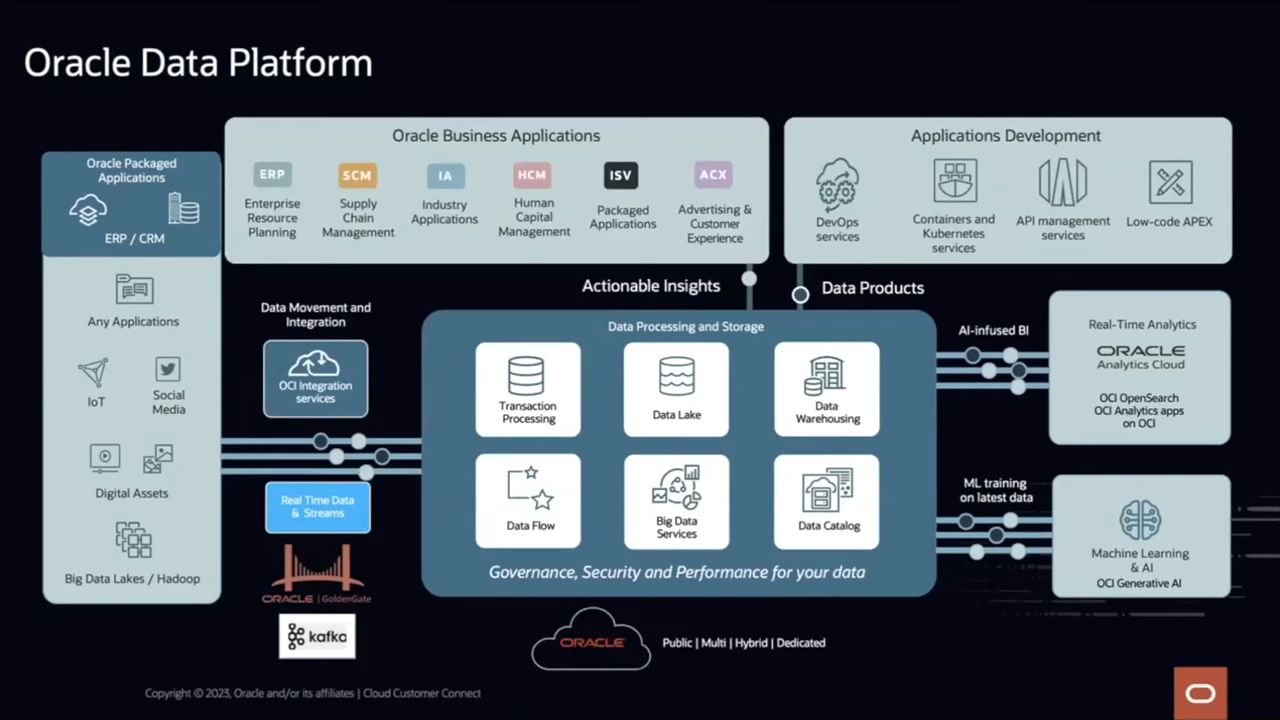 Oracle Data Platform
Oracle Packaged
Applications
ERP / CRM
Any Applications
IoT
Social
Media
Digital Assets
Big Data Lakes / Hadoop
Oracle Business Applications
ERP
Enterprise
Resource
Planning
SCM
Supply
Chain
Management
IA
Industry
Applications
HCM
Human
Capital
Management
ISV
Packaged
Applications
ACX
Advertising &
Customer
Experience
Applications Development
DevOps
services
Containers and
Kubernetes
services
API management
services
Low-code APEX
Actionable Insights
Data Products
Data Movement and
Integration
OCI Integration
services
Real Time Data
& Streams
ORACLE | GoldenGate
kafka
Data Processing and Storage
Transaction
Processing
Data Lake
Data
Warehousing
Data Flow
Big Data
Services
Data Catalog
Governance, Security and Performance for your data
AI-infused BI
Real-Time Analytics
ORACLE
Analytics Cloud
OCI OpenSearch
OCI Analytics apps
on OCI
ML training
on latest data
Machine Learning
& AI
OCI Generative AI
ORACLE
Public | Multi | Hybrid | Dedicated
Copyright © 2023, Oracle and/or its affiliates | Cloud Customer Connect